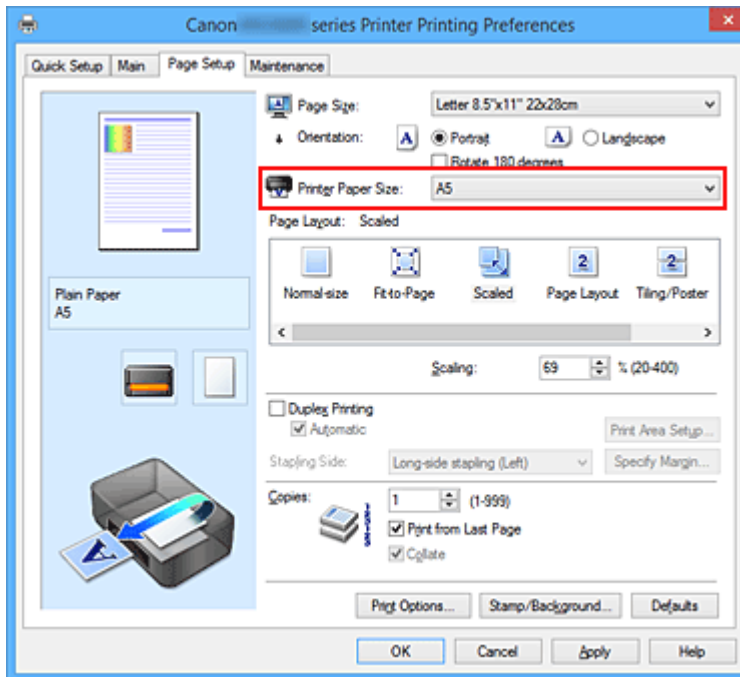 Canon series Printer Printing Preferences
Quick Setup Main Page Setup Maintenance
Page Size: Letter 8.5"x11" 22x28cm
Orientation: A Portrait A Landscape
Rotate 180 degrees
Printer Paper Size: A5
Page Layout: Scaled
Normal-size Fit-to-Page Scaled Page Layout Tiling/Poster
Plain Paper
A5
Scaling: 69 % (20-400)
Duplex Printing
Automatic Print Area Setup...
Stapling Side: Long-side stapling (Left) Specify Margin...
Copies: 1 (1-999)
Print from Last Page
Collate
Print Options... Stamp/Background... Defaults
OK Cancel Apply Help